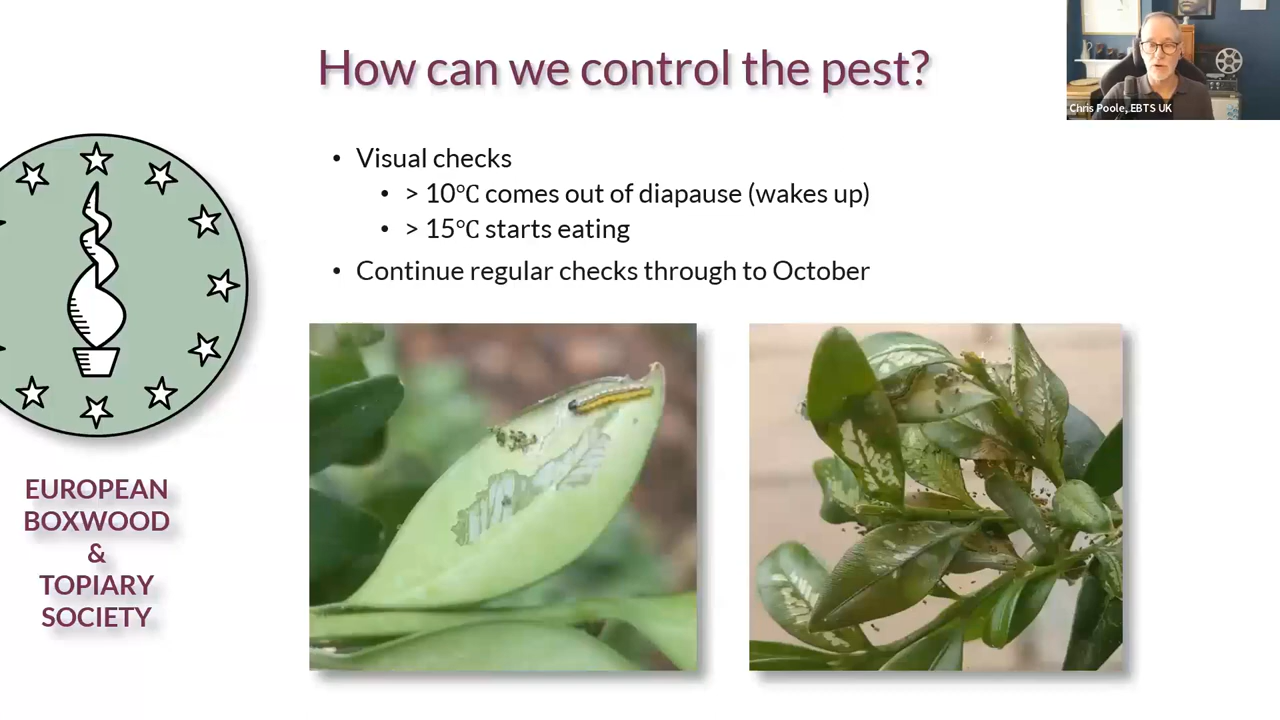 How can we control the pest?
Chris Poole, EBTS UK
• Visual checks
• > 10℃ comes out of diapause (wakes up)
• > 15℃ starts eating
• Continue regular checks through to October
EUROPEAN
BOXWOOD
&
TOPIARY
SOCIETY